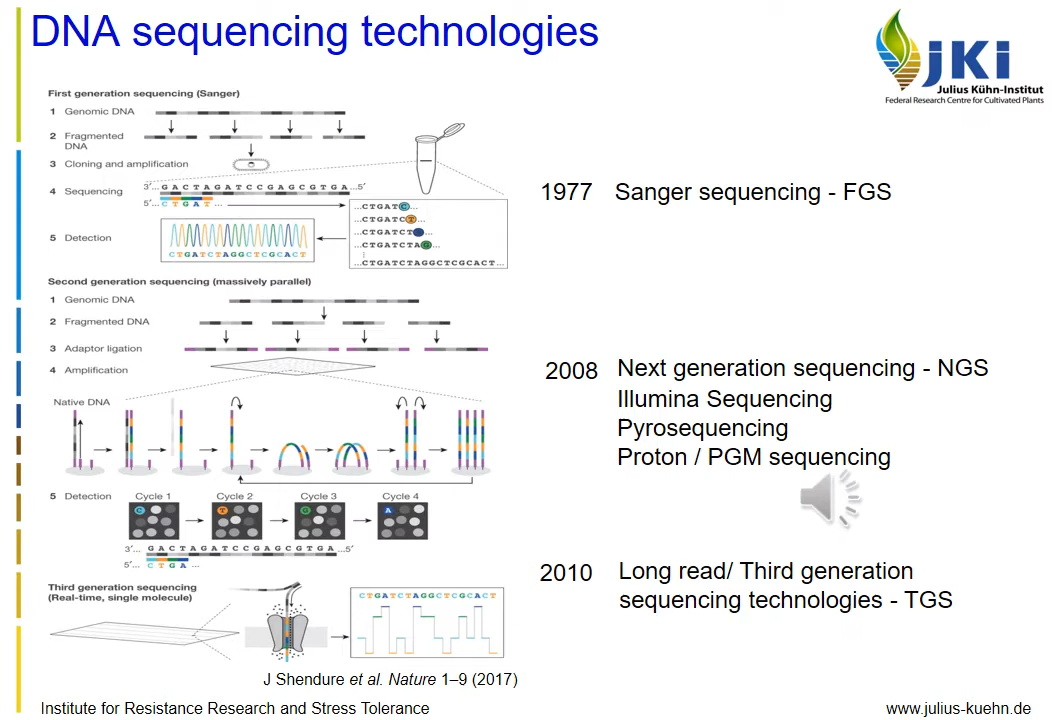 DNA sequencing technologies
JKI
Julius Kühn-Institut
Federal Research Centre for Cultivated Plants
First generation sequencing (Sanger)
1 Genomic DNA
2 Fragmented
DNA
3 Cloning and amplification
4 Sequencing
3′... GACTAGATCCGAGCGTGA ...5′
5′... CTGAT ...
...CTGATC...
...CTGATCT...
...CTGATCTA...
...CTGATCTAG...
...CTGATCTAGGCTCGCACT...
5 Detection
CTGATCTAGGCTCGCACT
1977 Sanger sequencing - FGS
Second generation sequencing (massively parallel)
1 Genomic DNA
2 Fragmented DNA
3 Adaptor ligation
4 Amplification
Native DNA
5 Detection
Cycle 1 Cycle 2 Cycle 3 Cycle 4
C T G A
3′... GACTAGATCCGAGCGTGA ...5′
5′... CTGA ...
2008 Next generation sequencing - NGS
Illumina Sequencing
Pyrosequencing
Proton / PGM sequencing
Third generation sequencing
(Real-time, single molecule)
CTGATCTAGGCTCGCACT
2010 Long read/ Third generation
sequencing technologies - TGS
J Shendure et al. Nature 1–9 (2017)
Institute for Resistance Research and Stress Tolerance
www.julius-kuehn.de